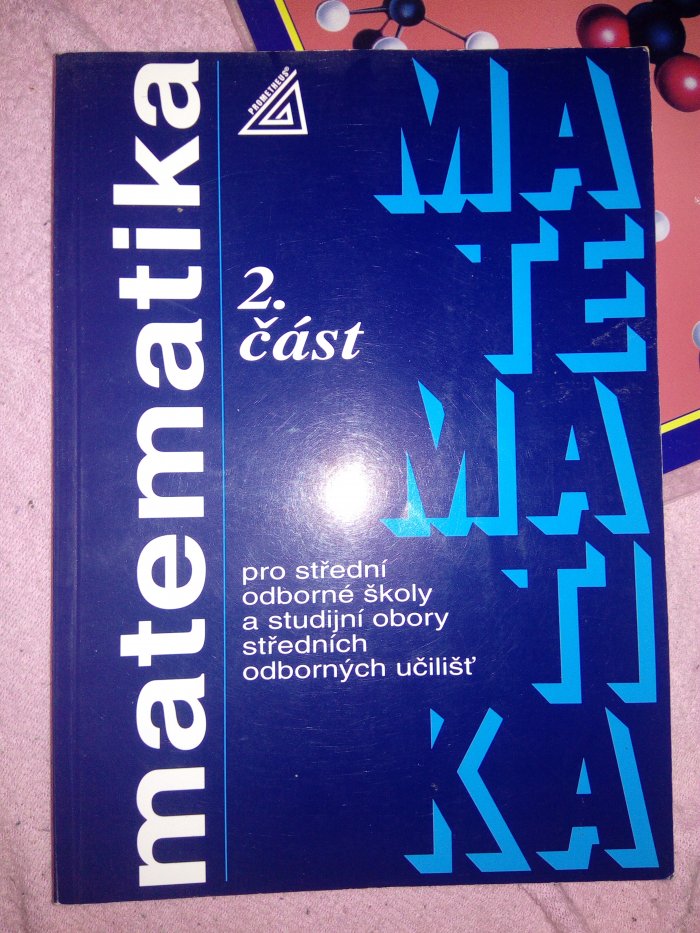 matematika
PROMETHEUS®
2.
část
pro střední
odborné školy
a studijní obory
středních
odborných učilišť
MA
TE
MA
TI
KA